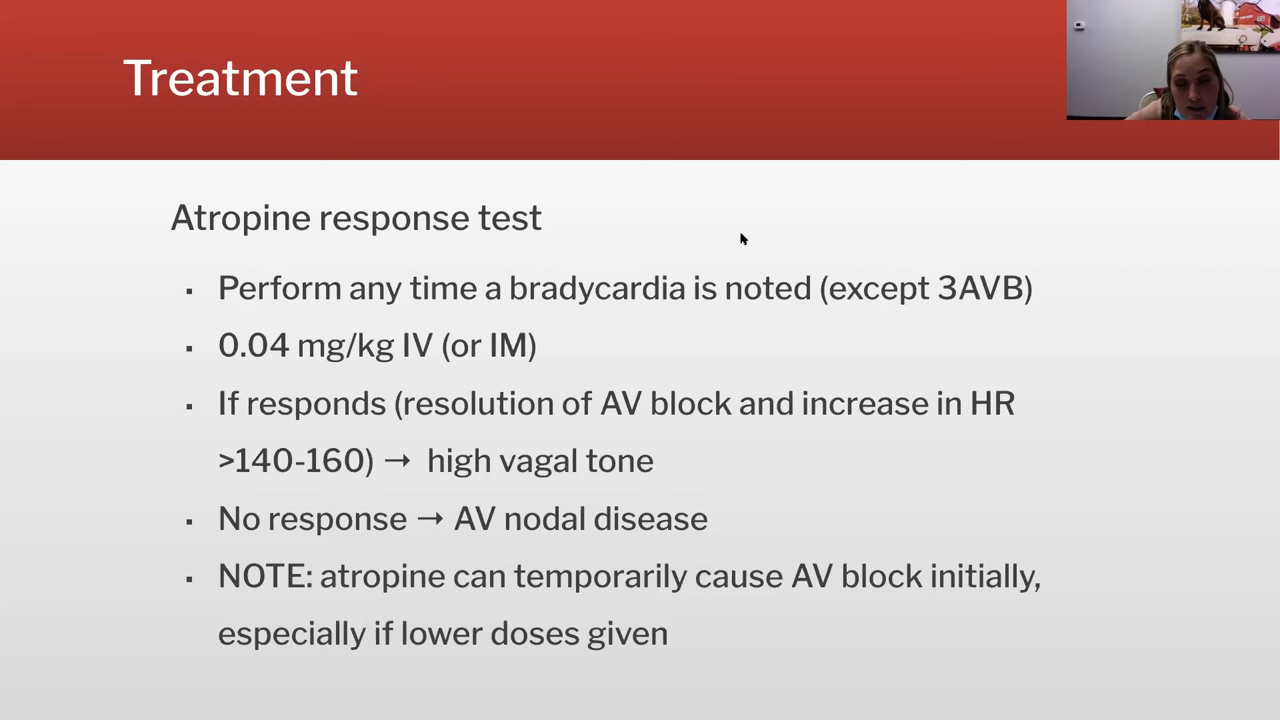 Treatment
Atropine response test
▪ Perform any time a bradycardia is noted (except 3AVB)
▪ 0.04 mg/kg IV (or IM)
▪ If responds (resolution of AV block and increase in HR
>140-160) → high vagal tone
▪ No response → AV nodal disease
▪ NOTE: atropine can temporarily cause AV block initially,
especially if lower doses given